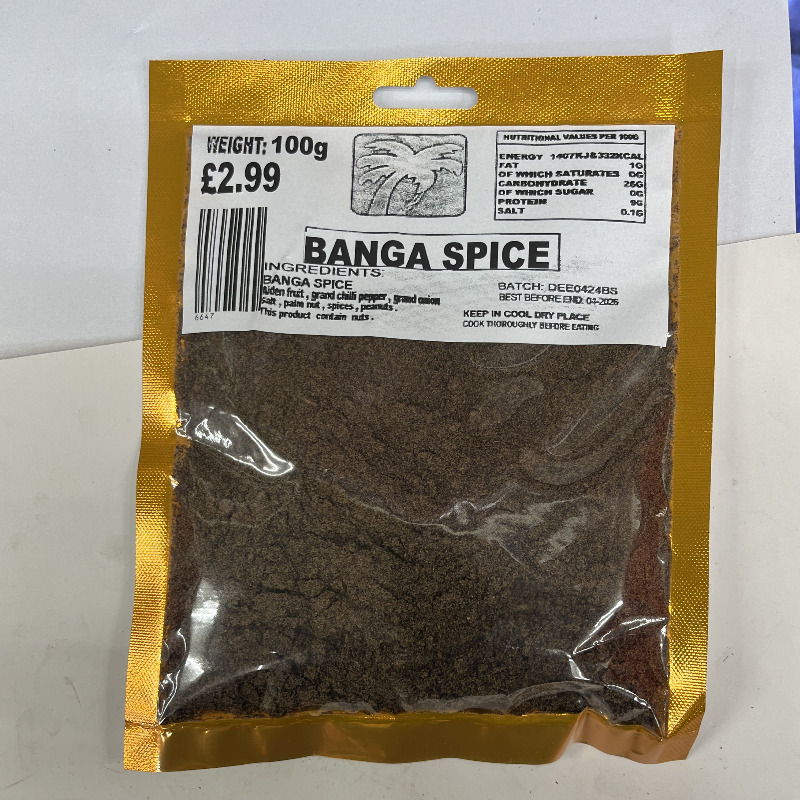 WEIGHT: 100g
£2.99
NUTRITIONAL VALUES PER 100G
ENERGY 1407KJ&332KCAL
FAT 1G
OF WHICH SATURATES 0G
CARBOHYDRATE 26G
OF WHICH SUGAR 0G
PROTEIN 9G
SALT 0.1G
BANGA SPICE
INGREDIENTS:
BANGA SPICE
Aiden fruit , grand chilli pepper , grand onion
Salt , palm nut , spices , peanuts .
This product contain nuts .
6647
BATCH: DEE0424BS
BEST BEFORE END: 04-2026
KEEP IN COOL DRY PLACE
COOK THOROUGHLY BEFORE EATING